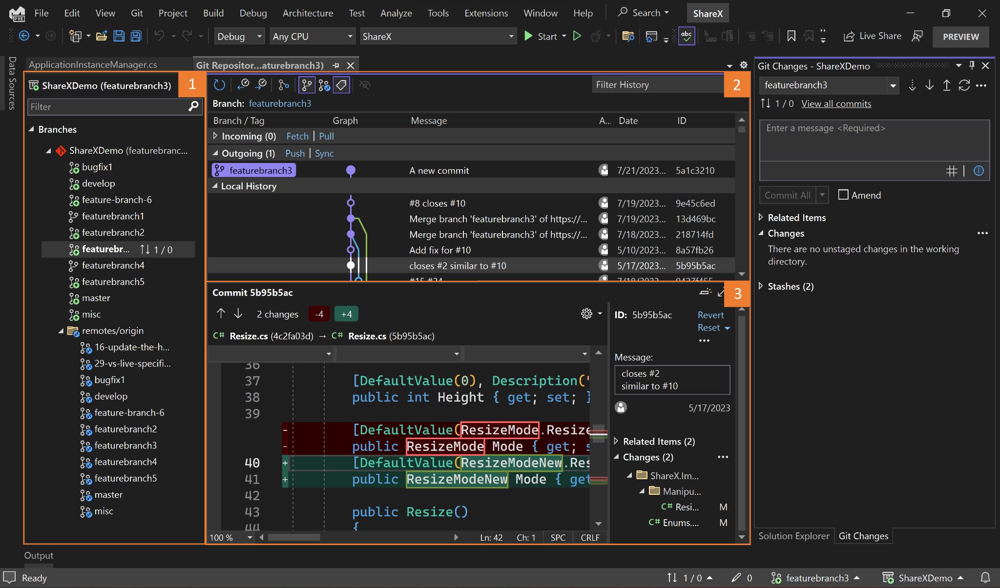 PRE File Edit View Git Project Build Debug Architecture Test Analyze Tools Extensions Window Help Search ShareX
Debug Any CPU ShareX Start abc Live Share PREVIEW
Data Sources
ApplicationInstanceManager.cs Git Repositor...aturebranch3)
ShareXDemo (featurebranch3) 1
Filter
Branches
ShareXDemo (featurebranc...
bugfix1
develop
feature-branch-6
featurebranch1
featurebranch2
featurebr... 1 / 0
featurebranch4
featurebranch5
master
misc
remotes/origin
16-update-the-h...
29-vs-live-specifi...
bugfix1
develop
feature-branch-6
featurebranch2
featurebranch3
featurebranch4
featurebranch5
master
misc
Filter History 2
Branch: featurebranch3
Branch / Tag Graph Message A... Date ID
Incoming (0) Fetch | Pull
Outgoing (1) Push | Sync
featurebranch3 A new commit 7/21/2023... 5a1c3210
Local History
#8 closes #10 7/19/2023... 9e45c6ed
Merge branch 'featurebranch3' of https://... 7/19/2023... 13d469bc
Merge branch 'featurebranch3' of https://... 7/18/2023... 218714fd
Add fix for #10 5/10/2023... 8a57fb26
closes #2 similar to #10 5/17/2023... 5b95b5ac
#15 #24 7/18/2023...
Commit 5b95b5ac 3
2 changes -4 +4
C# Resize.cs (4c2fa03d) → C# Resize.cs (5b95b5ac)
36
37 [DefaultValue(0), Description("
38 public int Height { get; set; }
39
- [DefaultValue(ResizeMode.Resize
- public ResizeMode Mode { get; s
40 + [DefaultValue(ResizeModeNew.Res
41 + public ResizeModeNew Mode { get
42
43 public Resize()
44 {
100 % Ln: 42 Ch: 1 SPC CRLF
ID: 5b95b5ac Revert
Reset
...
Message:
closes #2
similar to #10
5/17/2023
Related Items (2)
Changes (2) ...
ShareX.Im...
Manipu...
C# Resi... M
C# Enums.... M
Git Changes - ShareXDemo
featurebranch3 ...
1 / 0 View all commits
Enter a message <Required>
Commit All Amend
Related Items
Changes ...
There are no unstaged changes in the working
directory.
Stashes (2)
Solution Explorer Git Changes
Output
Ready 1 / 0 0 featurebranch3 ShareXDemo